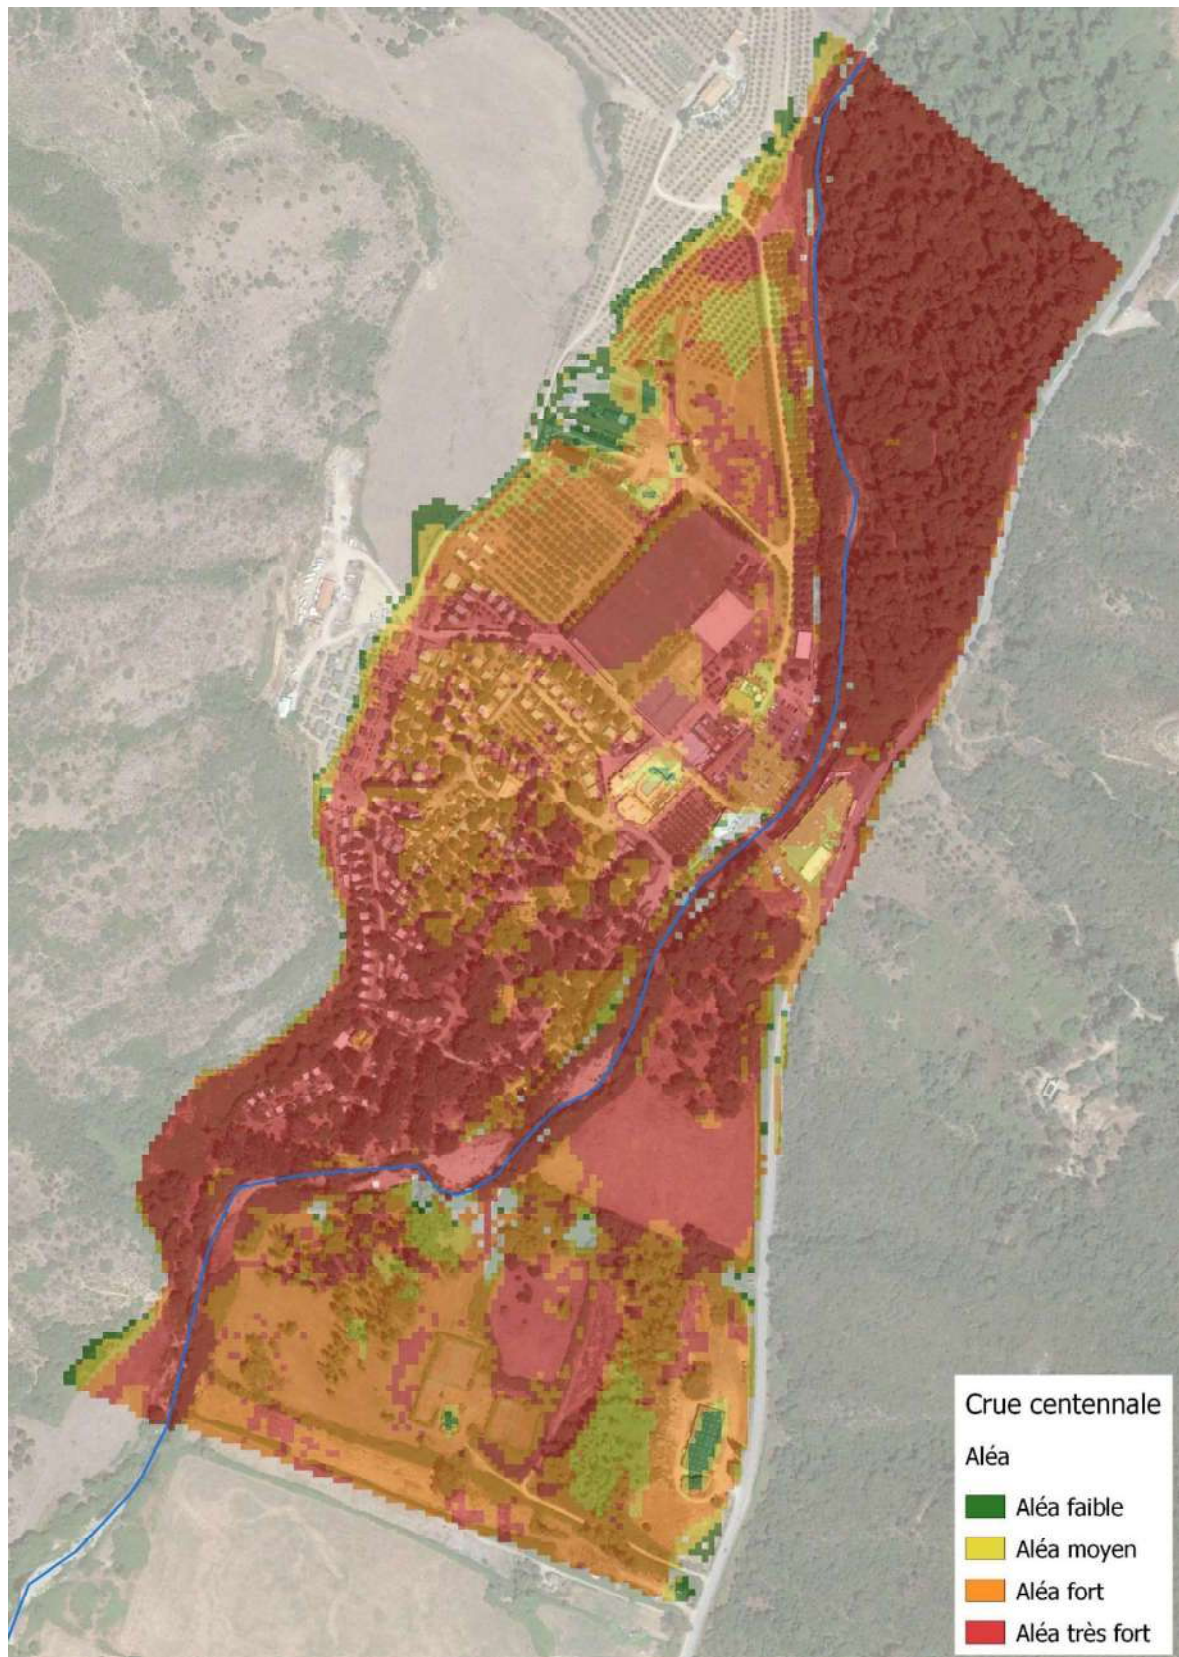 Crue centennale
Aléa
Aléa faible
Aléa moyen
Aléa fort
Aléa très fort